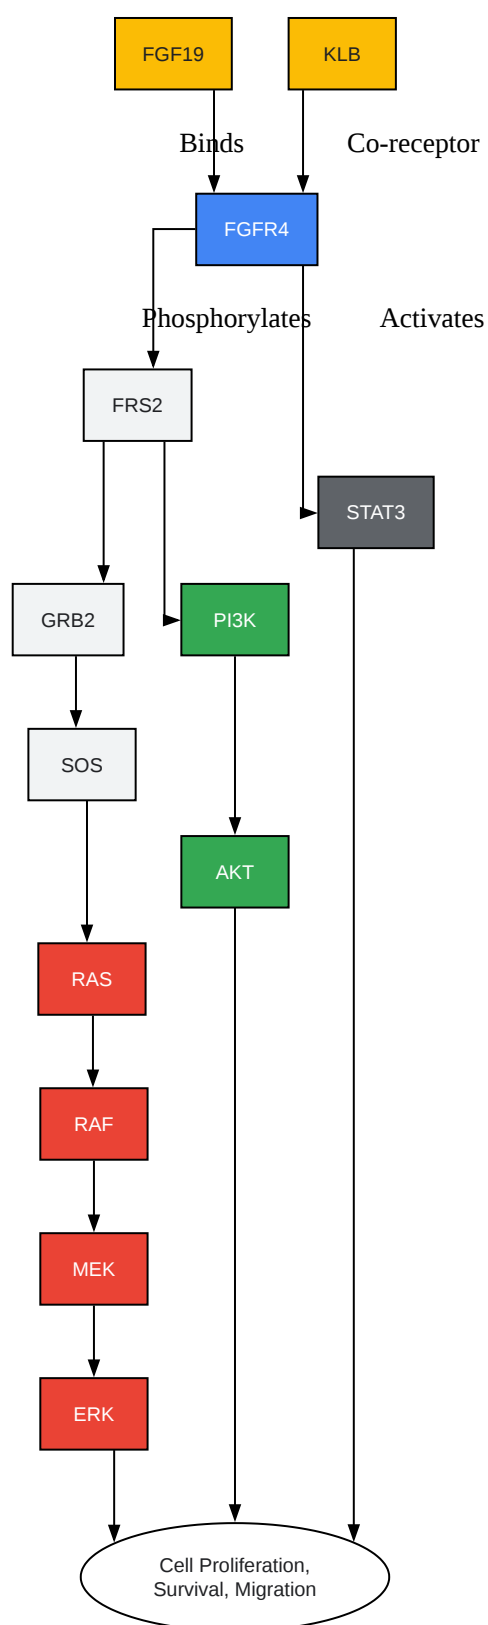 FGF19
KLB
Binds
Co-receptor
FGFR4
Phosphorylates
Activates
FRS2
STAT3
GRB2
PI3K
SOS
AKT
RAS
RAF
MEK
ERK
Cell Proliferation,
Survival, Migration